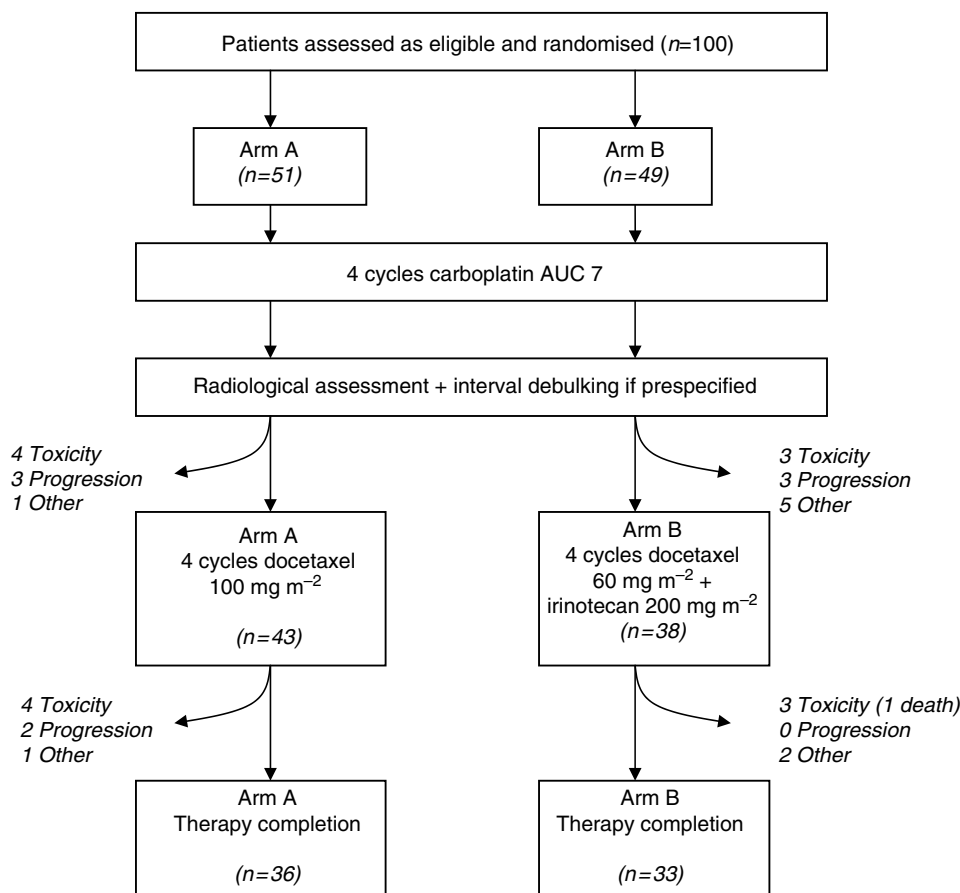 Patients assessed as eligible and randomised (n=100)
Arm A
(n=51)
Arm B
(n=49)
4 cycles carboplatin AUC 7
Radiological assessment + interval debulking if prespecified
4 Toxicity
3 Progression
1 Other
3 Toxicity
3 Progression
5 Other
Arm A
4 cycles docetaxel
100 mg m⁻²
(n=43)
Arm B
4 cycles docetaxel
60 mg m⁻² +
irinotecan 200 mg m⁻²
(n=38)
4 Toxicity
2 Progression
1 Other
3 Toxicity (1 death)
0 Progression
2 Other
Arm A
Therapy completion
(n=36)
Arm B
Therapy completion
(n=33)